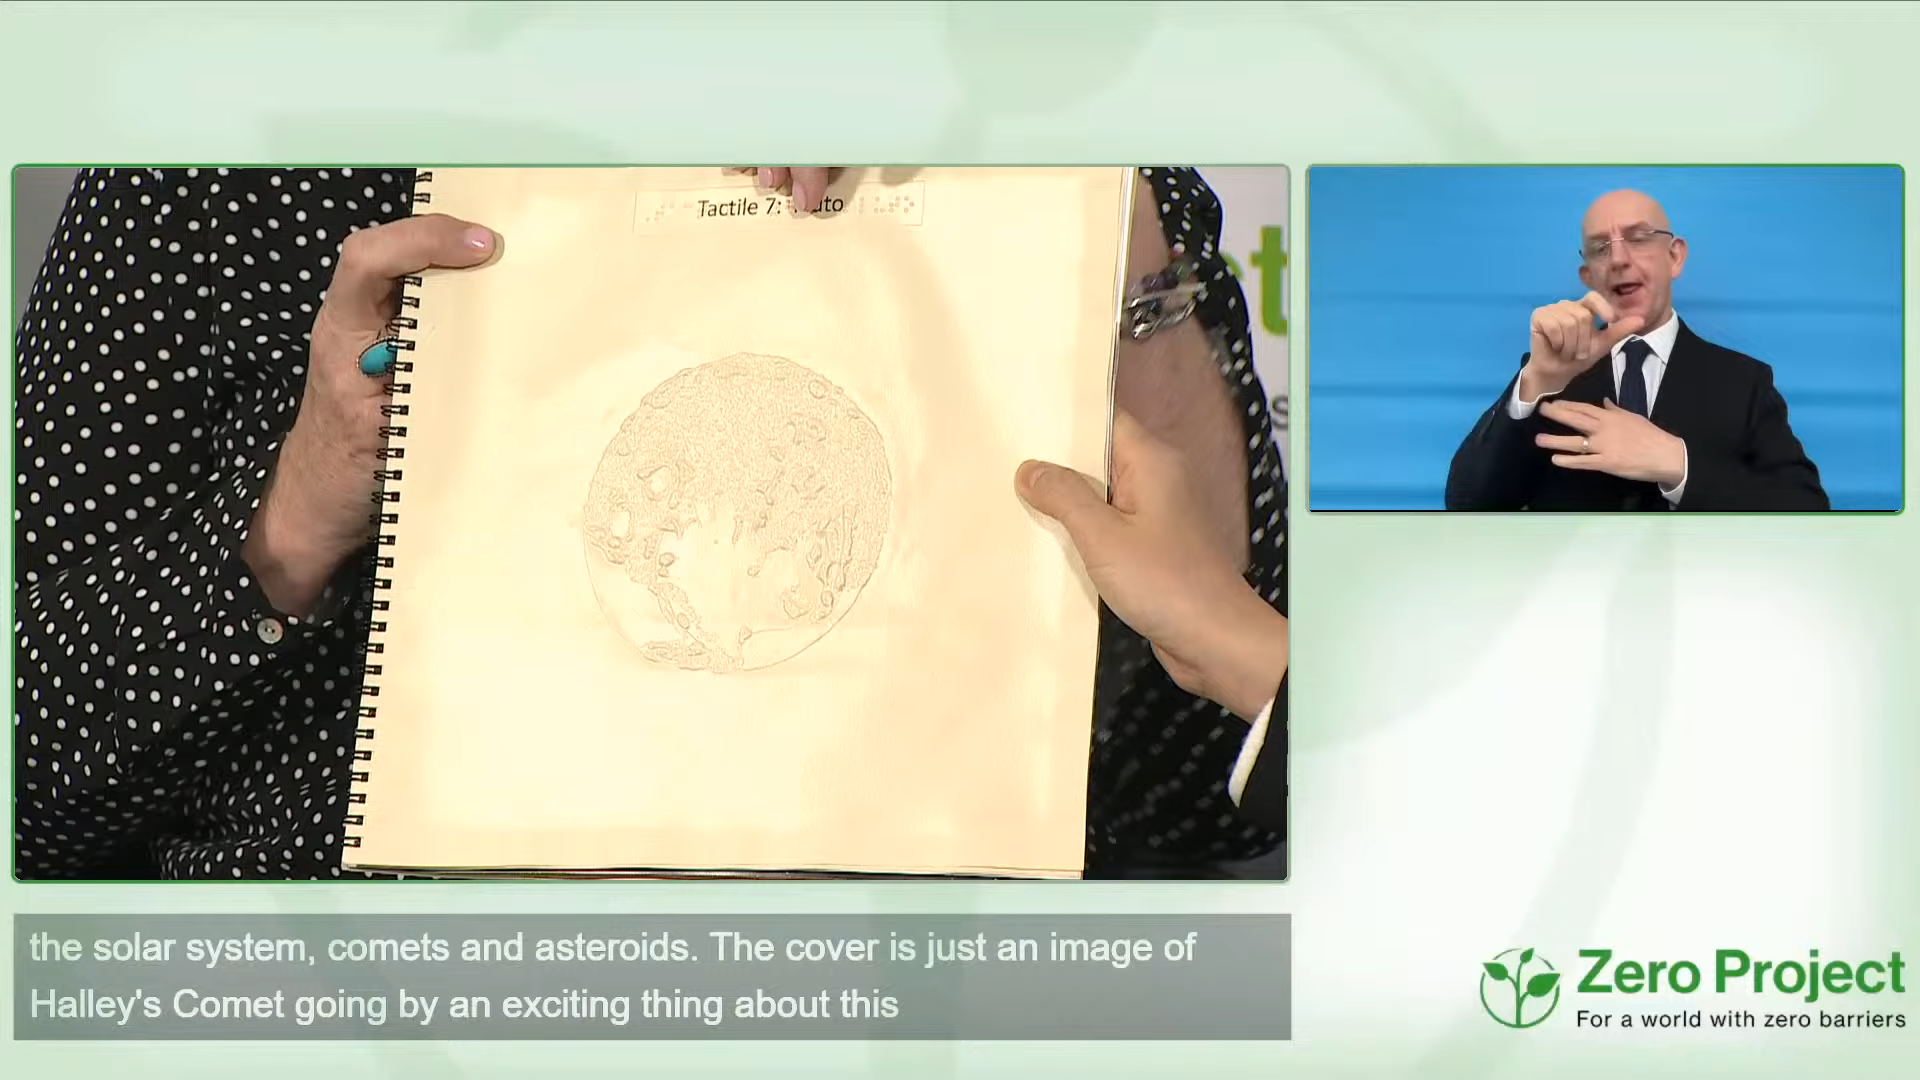 Tactile 7:
the solar system, comets and asteroids. The cover is just an image of
Halley's Comet going by an exciting thing about this
Zero Project
For a world with zero barriers